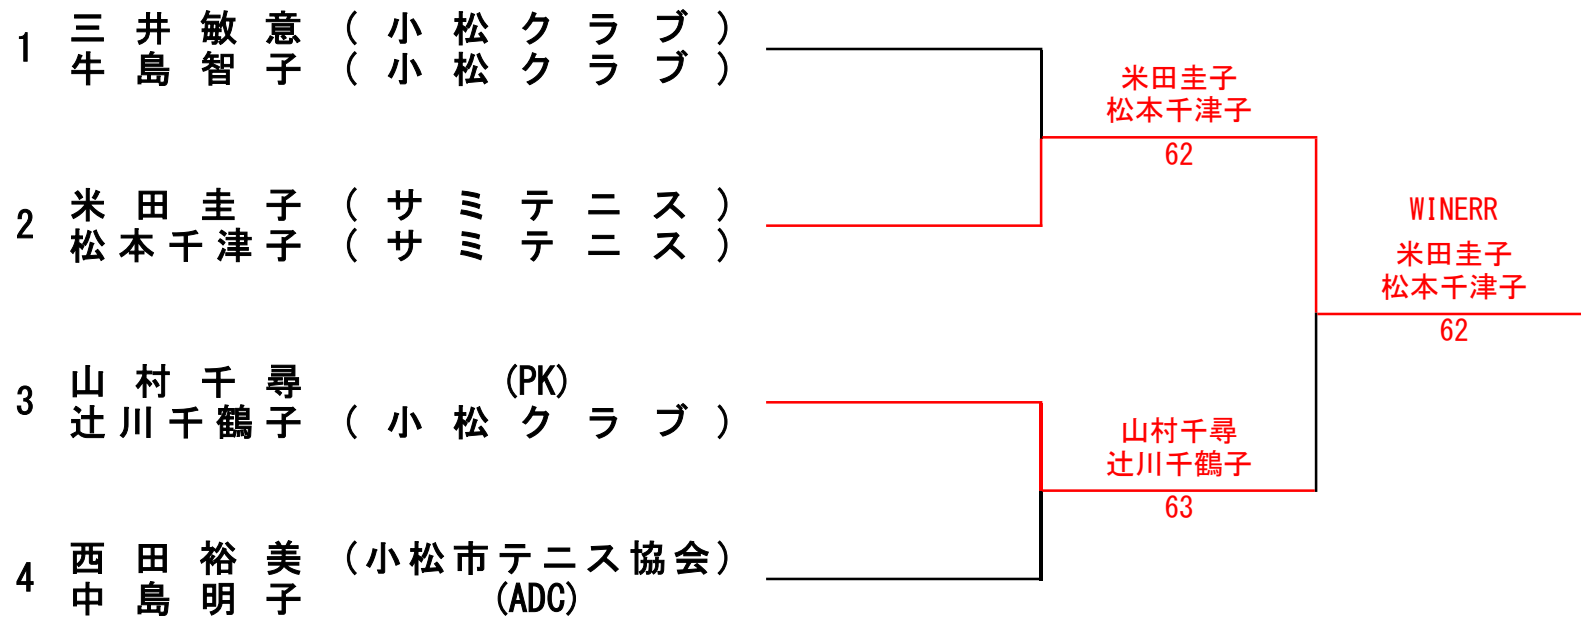 1 三井敏意 (小松クラブ)
牛島智子 (小松クラブ)
米田圭子
松本千津子
62
2 米田圭子 (サミテニス)
松本千津子 (サミテニス)
WINERR
米田圭子
松本千津子
62
3 山村千尋 (PK)
辻川千鶴子 (小松クラブ)
山村千尋
辻川千鶴子
63
4 西田裕美 (小松市テニス協会)
中島明子 (ADC)